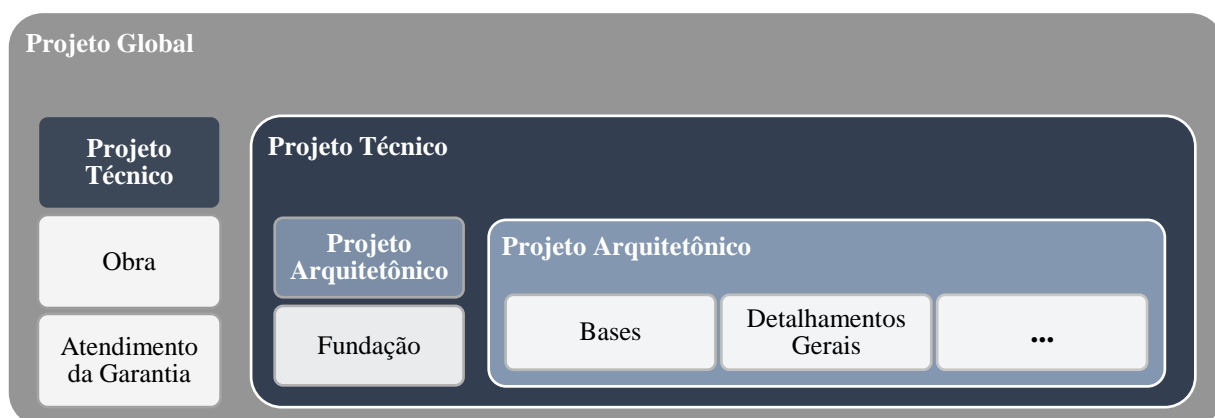 Projeto Global
Projeto
Técnico
Obra
Atendimento
da Garantia
Projeto Técnico
Projeto
Arquitetônico
Fundação
Projeto Arquitetônico
Bases
Detalhamentos
Gerais
...